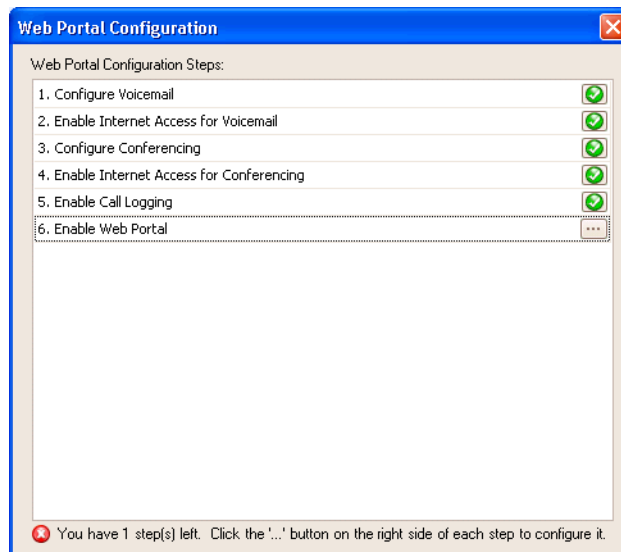 Web Portal Configuration
Web Portal Configuration Steps:
1. Configure Voicemail
2. Enable Internet Access for Voicemail
3. Configure Conferencing
4. Enable Internet Access for Conferencing
5. Enable Call Logging
6. Enable Web Portal
...
You have 1 step(s) left. Click the '...' button on the right side of each step to configure it.